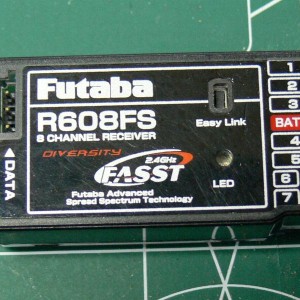 Futaba
R608FS
8 CHANNEL RECEIVER
Easy Link
DIVERSITY
2.4GHz
FASST
LED
Futaba Advanced
Spread Spectrum Technology
DATA
1
2
3
BAT
4
5
6
7